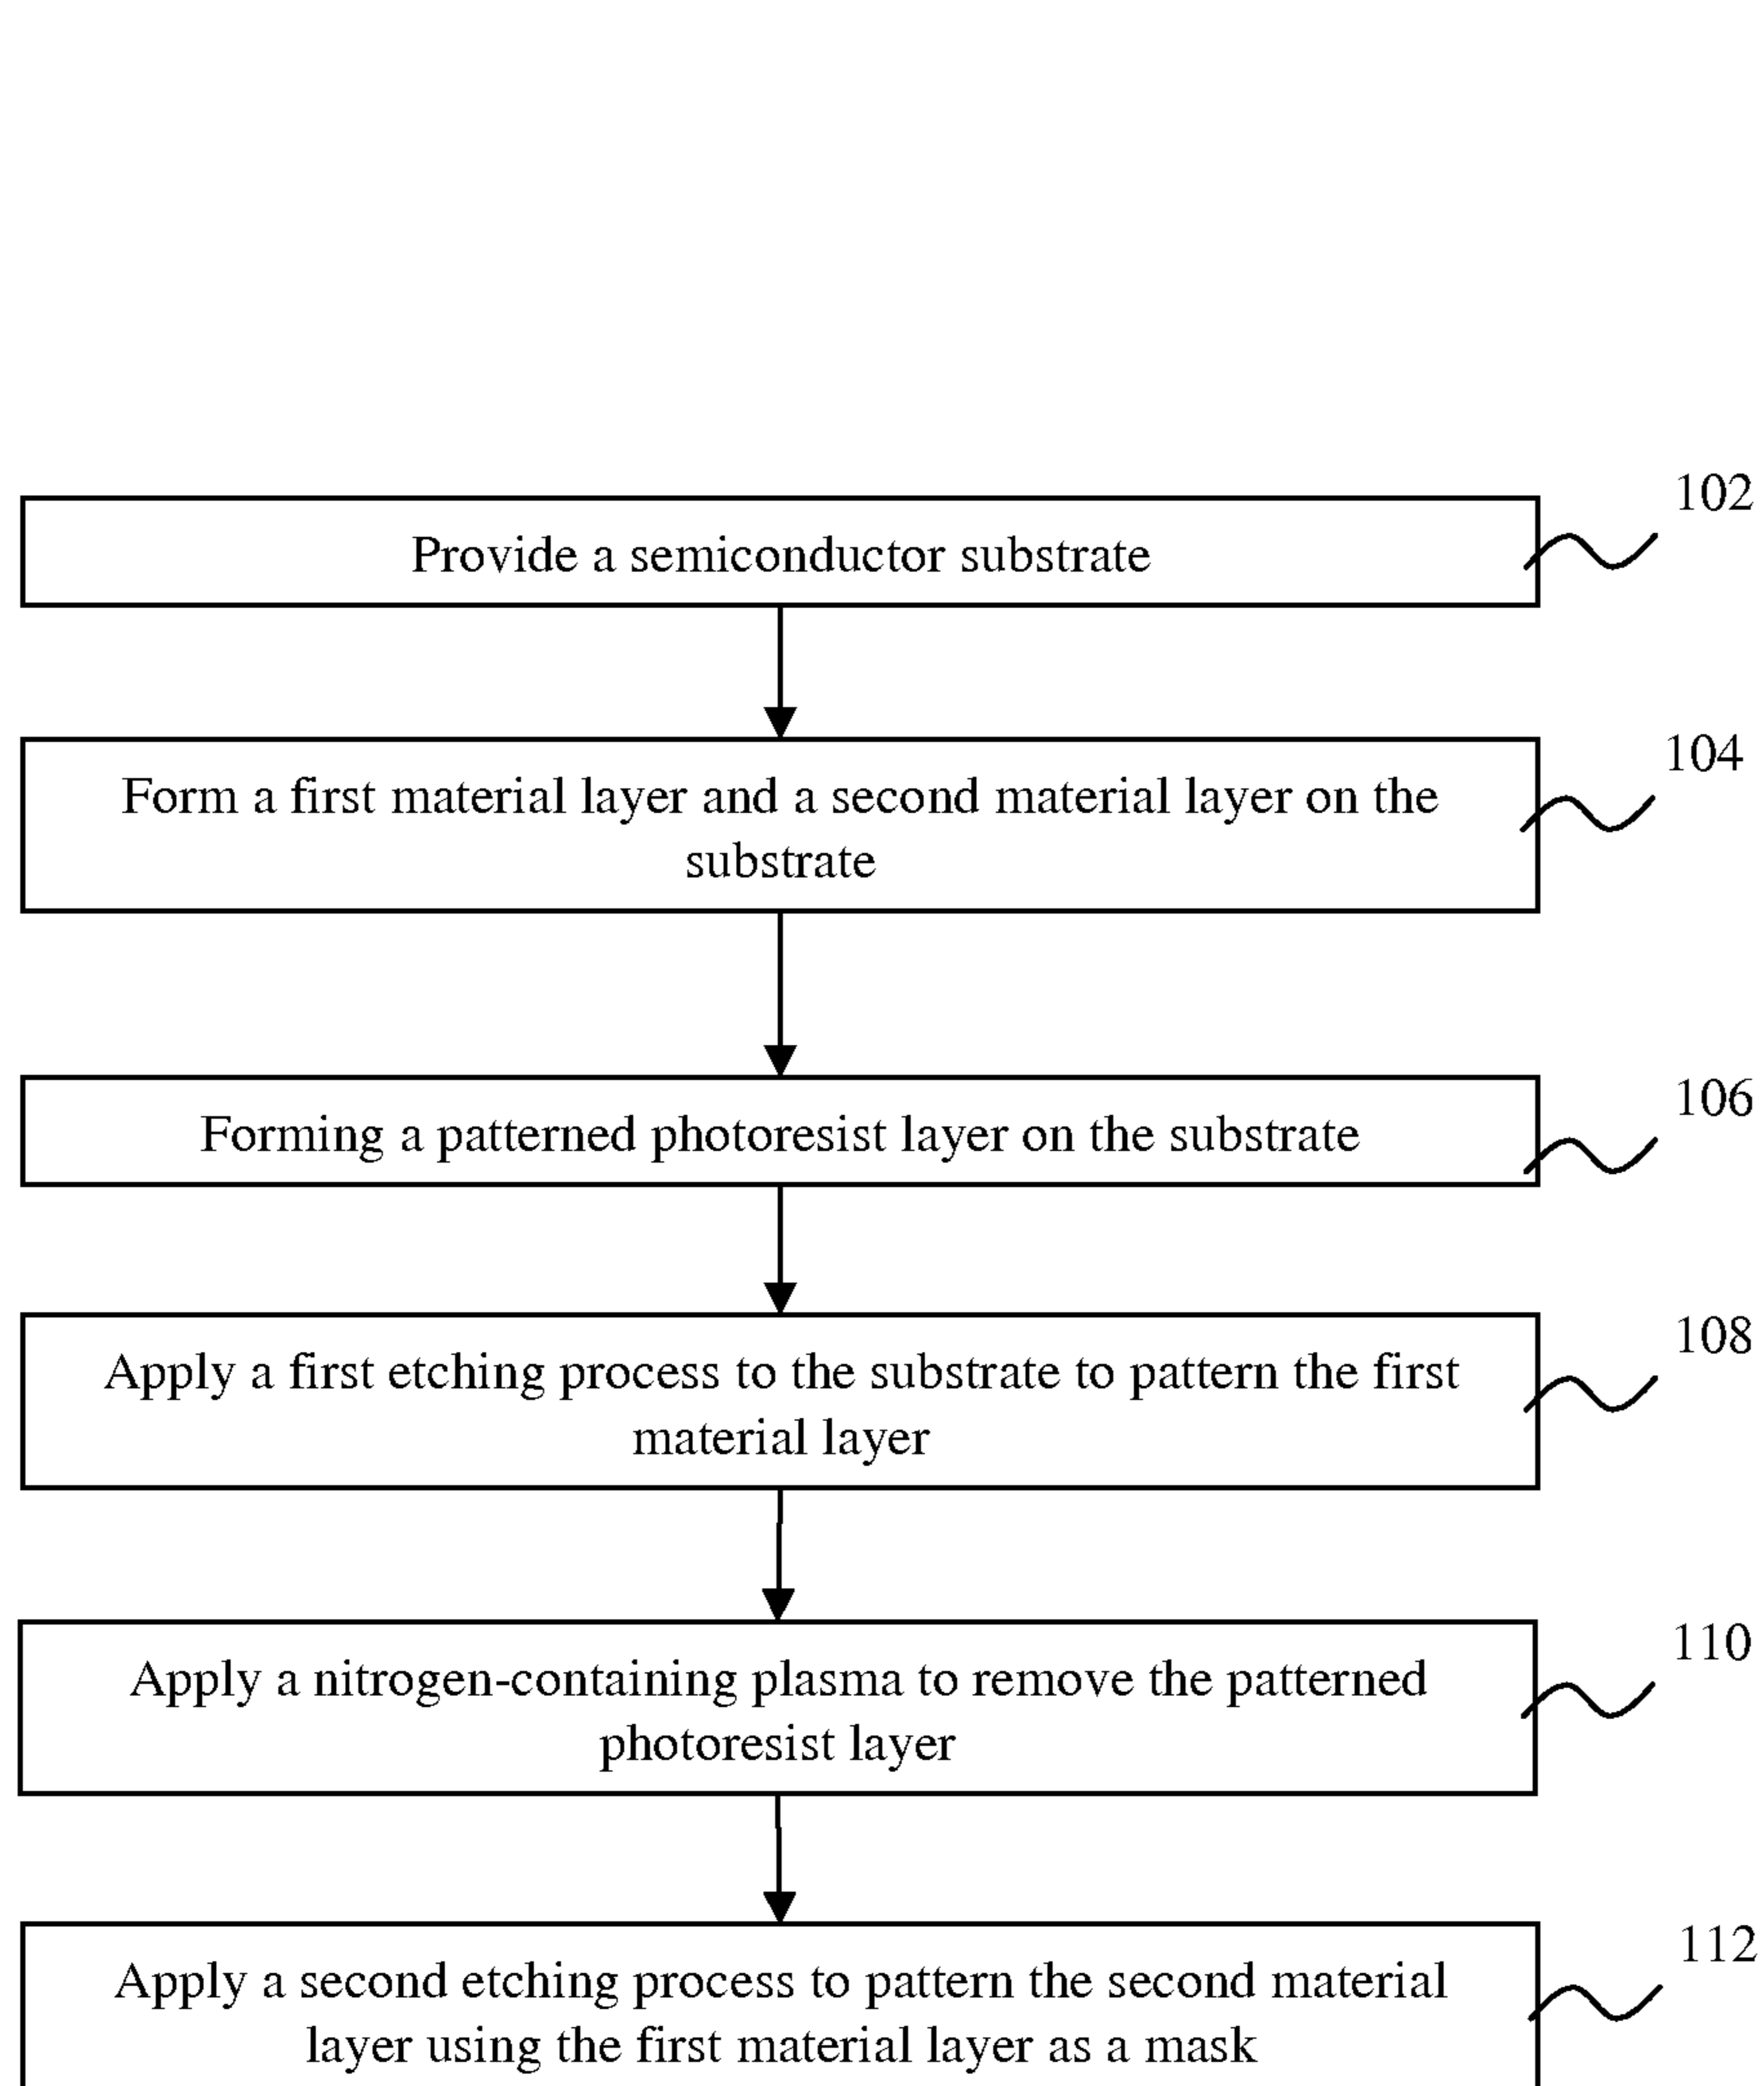 102
Provide a semiconductor substrate
104
Form a first material layer and a second material layer on the
substrate
106
Forming a patterned photoresist layer on the substrate
108
Apply a first etching process to the substrate to pattern the first
material layer
110
Apply a nitrogen-containing plasma to remove the patterned
photoresist layer
112
Apply a second etching process to pattern the second material
layer using the first material layer as a mask